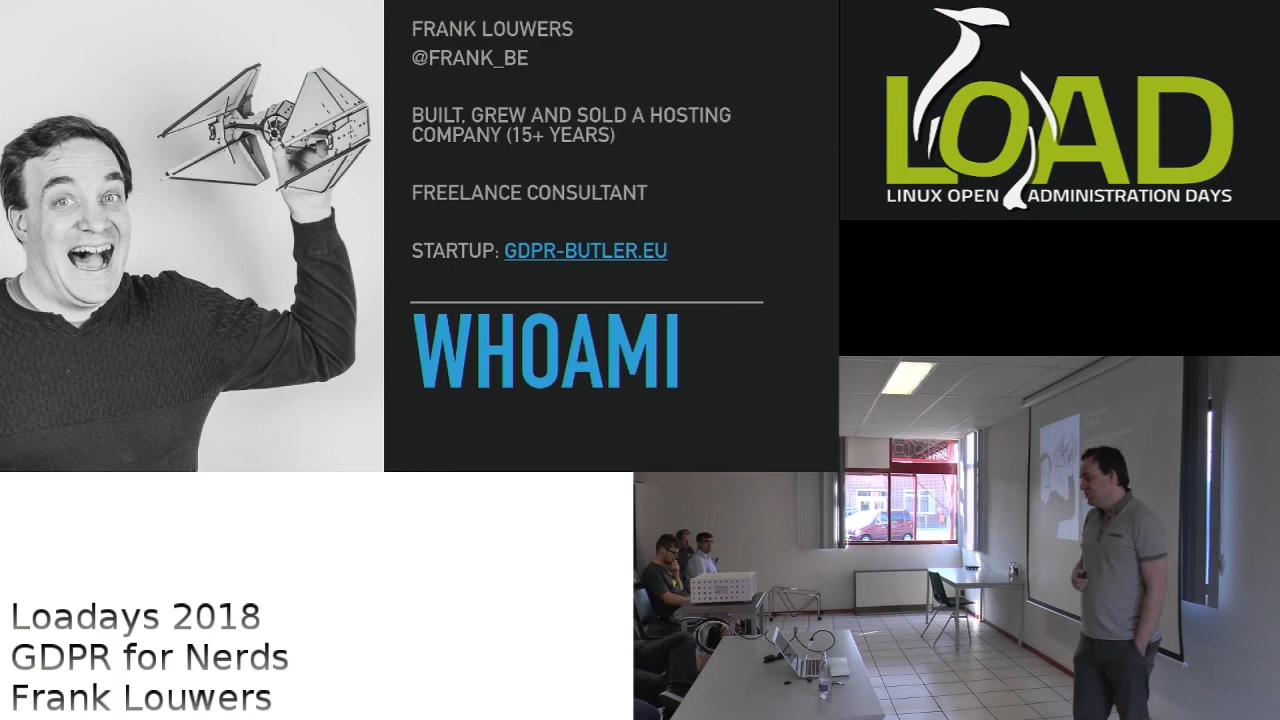 FRANK LOUWERS
@FRANK_BE
BUILT, GREW AND SOLD A HOSTING
COMPANY (15+ YEARS)
FREELANCE CONSULTANT
STARTUP: GDPR-BUTLER.EU
WHOAMI
LOAD
LINUX OPEN ADMINISTRATION DAYS
Loadays 2018
GDPR for Nerds
Frank Louwers